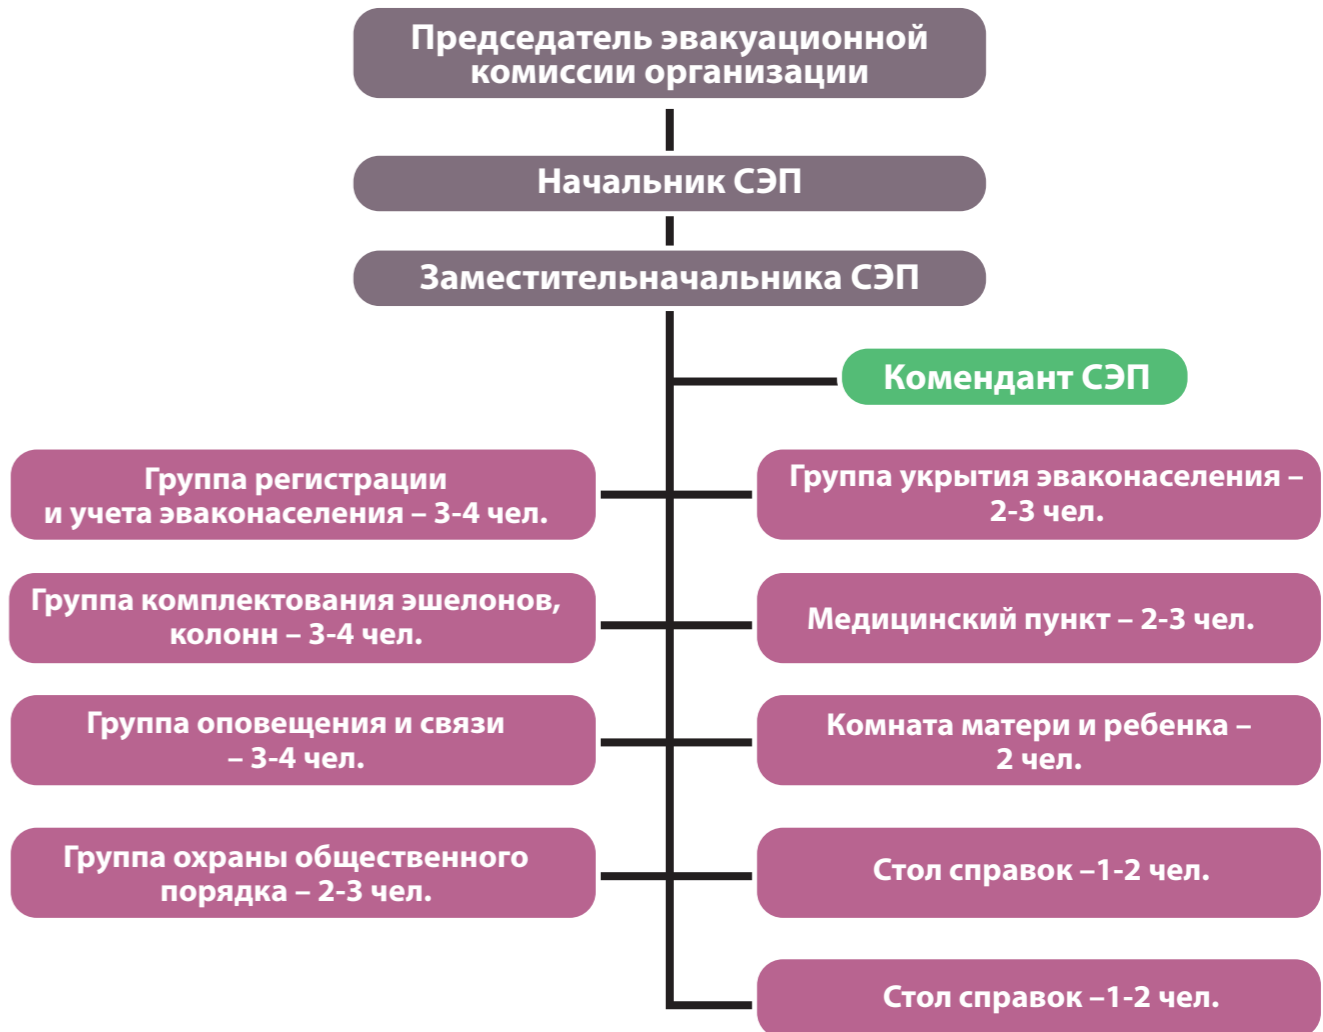 Председатель эвакуационной
комиссии организации
Начальник СЭП
Заместительначальника СЭП
Комендант СЭП
Группа регистрации
и учета эваконаселения – 3-4 чел.
Группа укрытия эваконаселения –
2-3 чел.
Группа комплектования эшелонов,
колонн – 3-4 чел.
Медицинский пункт – 2-3 чел.
Группа оповещения и связи
– 3-4 чел.
Комната матери и ребенка –
2 чел.
Группа охраны общественного
порядка – 2-3 чел.
Стол справок –1-2 чел.
Стол справок –1-2 чел.